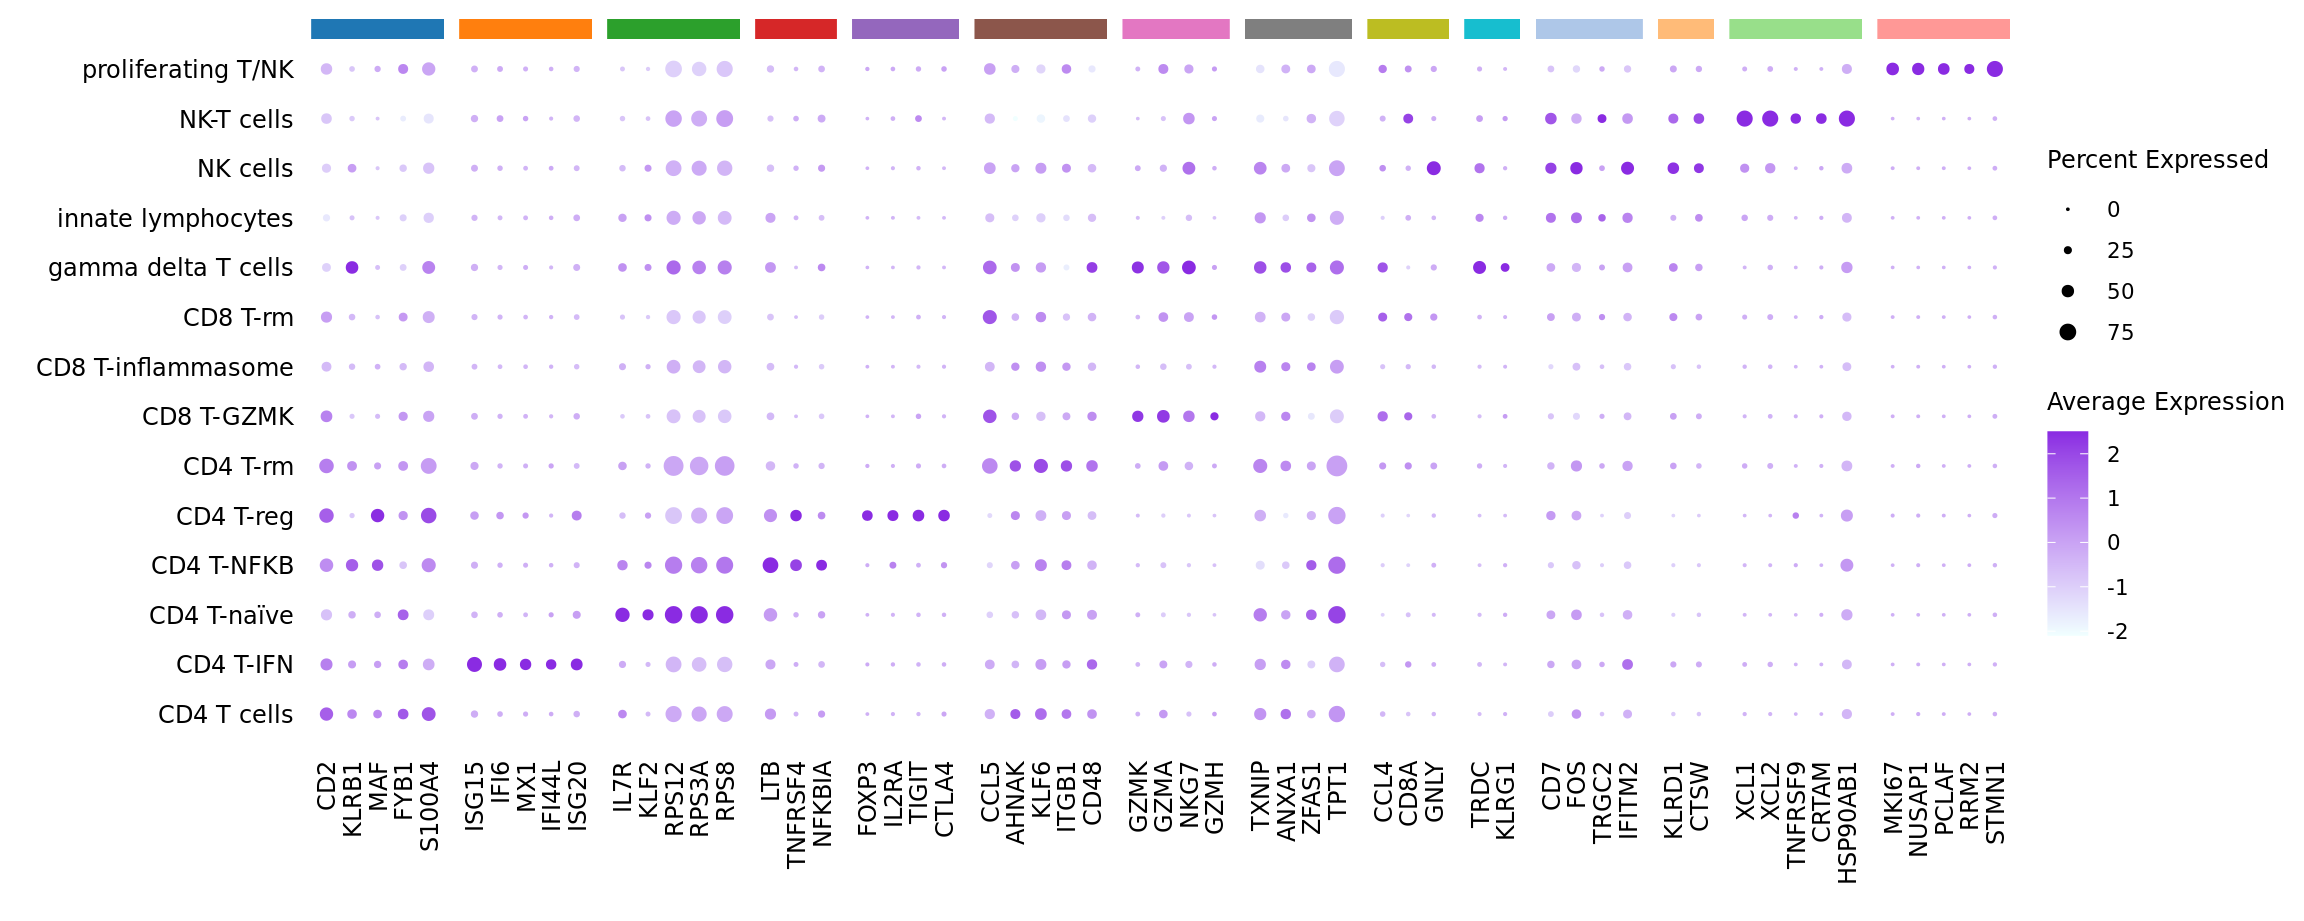 proliferating T/NK
NK-T cells
NK cells
innate lymphocytes
gamma delta T cells
CD8 T-rm
CD8 T-inflammasome
CD8 T-GZMK
CD4 T-rm
CD4 T-reg
CD4 T-NFKB
CD4 T-naïve
CD4 T-IFN
CD4 T cells
CD2
KLRB1
MAF
FYB1
S100A4
ISG15
IFI6
MX1
IFI44L
ISG20
IL7R
KLF2
RPS12
RPS3A
RPS8
LTB
TNFRSF4
NFKBIA
FOXP3
IL2RA
TIGIT
CTLA4
CCL5
AHNAK
KLF6
ITGB1
CD48
GZMK
GZMA
NKG7
GZMH
TXNIP
ANXA1
ZFAS1
TPT1
CCL4
CD8A
GNLY
TRDC
KLRG1
CD7
FOS
TRGC2
IFITM2
KLRD1
CTSW
XCL1
XCL2
TNFRSF9
CRTAM
HSP90AB1
MKI67
NUSAP1
PCLAF
RRM2
STMN1
Percent Expressed
0
25
50
75
Average Expression
2
1
0
-1
-2